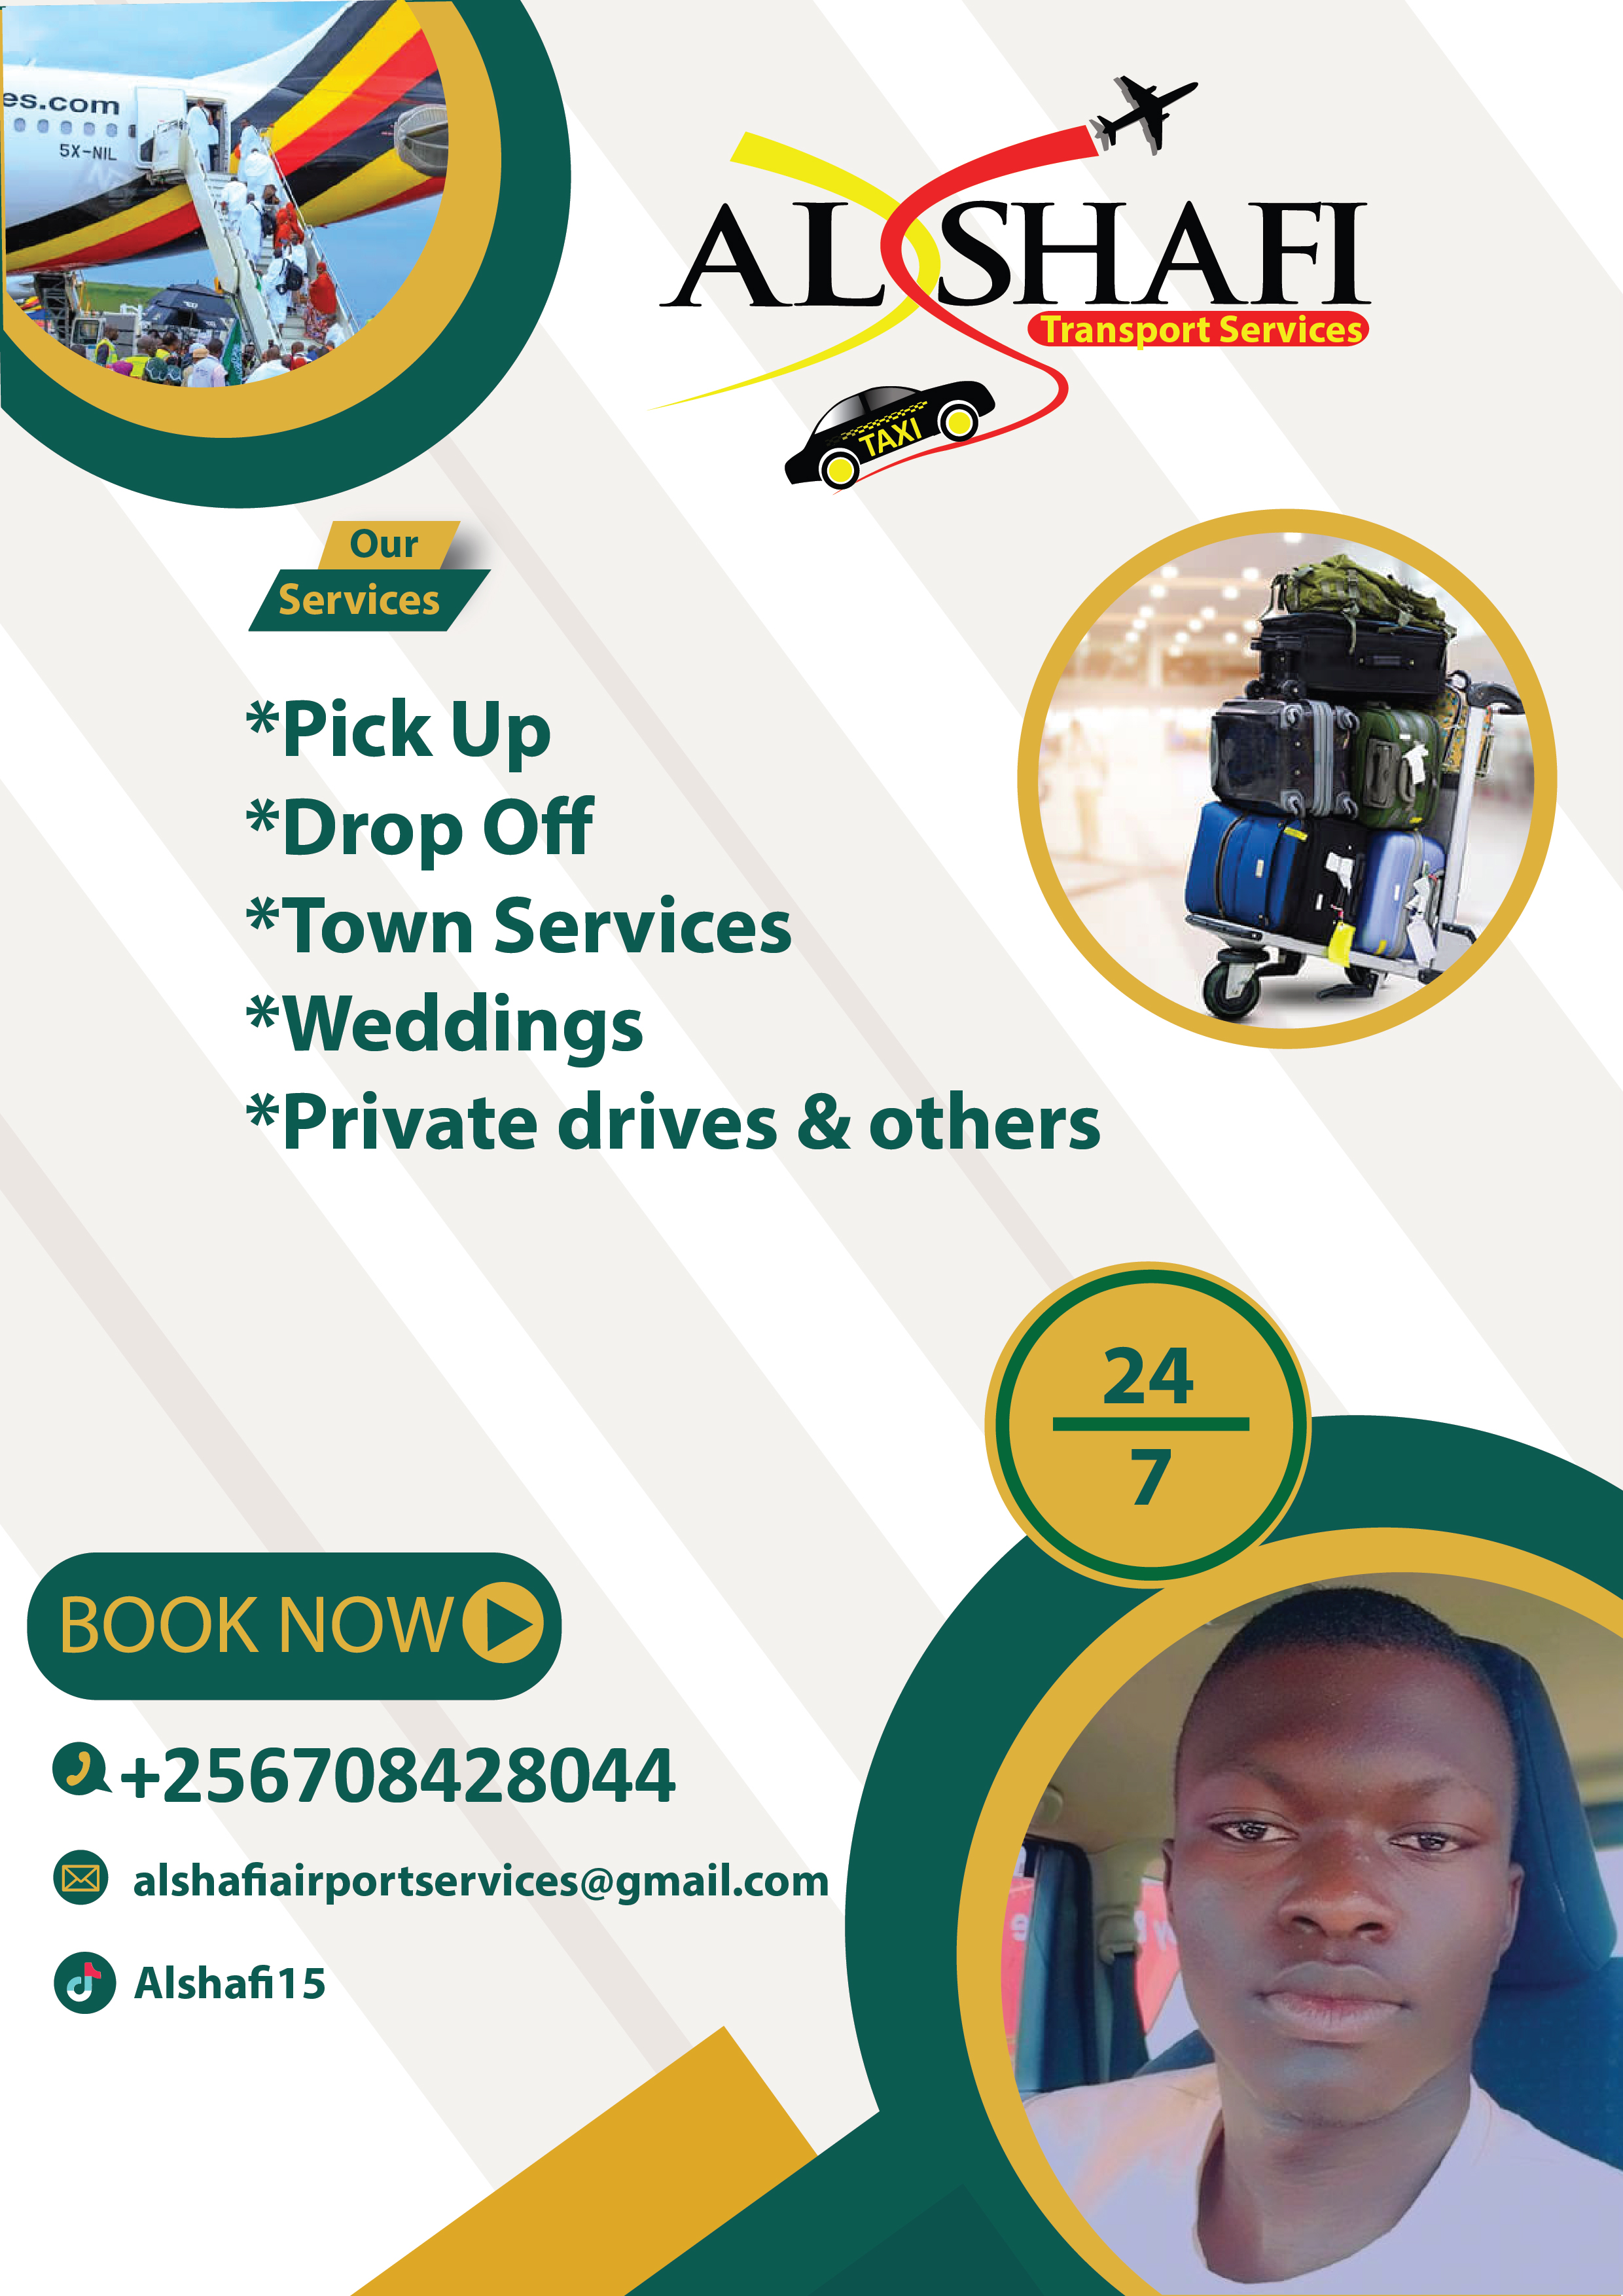 es.com
5X-NIL
ALSHAFI
Transport Services
TAXI
Our
Services
*Pick Up
*Drop Off
*Town Services
*Weddings
*Private drives & others
24
7
BOOK NOW
+256708428044
alshafiairportservices@gmail.com
Alshafi15